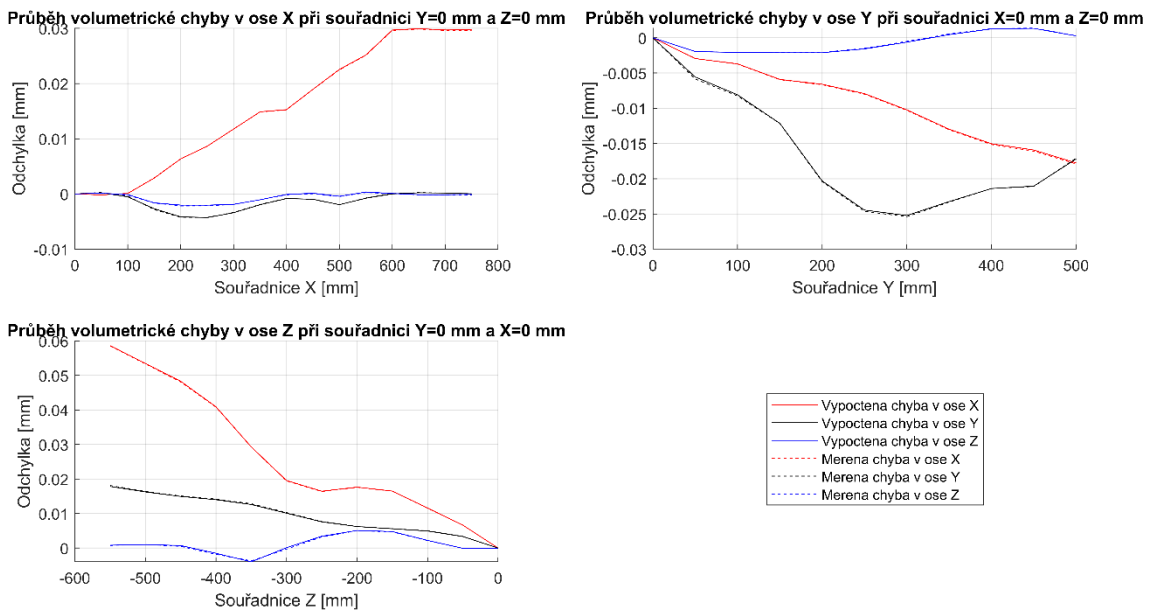 Průběh volumetrické chyby v ose X při souřadnici Y=0 mm a Z=0 mm
0.03
0.02
0.01
0
-0.01
Odchylka [mm]
0 100 200 300 400 500 600 700 800
Souřadnice X [mm]
Průběh volumetrické chyby v ose Y při souřadnici X=0 mm a Z=0 mm
0
-0.005
-0.01
-0.015
-0.02
-0.025
-0.03
Odchylka [mm]
0 100 200 300 400 500
Souřadnice Y [mm]
Průběh volumetrické chyby v ose Z při souřadnici Y=0 mm a X=0 mm
0.06
0.05
0.04
0.03
0.02
0.01
0
Odchylka [mm]
-600 -500 -400 -300 -200 -100 0
Souřadnice Z [mm]
Vypoctena chyba v ose X
Vypoctena chyba v ose Y
Vypoctena chyba v ose Z
Merena chyba v ose X
Merena chyba v ose Y
Merena chyba v ose Z